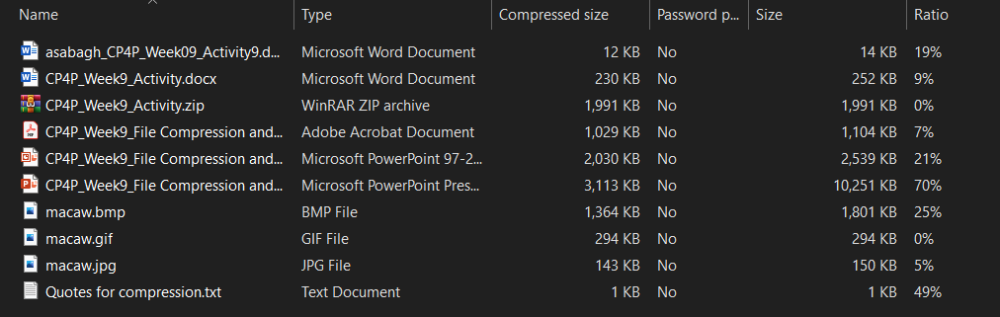 Name Type Compressed size Password p... Size Ratio
asabagh_CP4P_Week09_Activity9.d... Microsoft Word Document 12 KB No 14 KB 19%
CP4P_Week9_Activity.docx Microsoft Word Document 230 KB No 252 KB 9%
CP4P_Week9_Activity.zip WinRAR ZIP archive 1,991 KB No 1,991 KB 0%
CP4P_Week9_File Compression and... Adobe Acrobat Document 1,029 KB No 1,104 KB 7%
CP4P_Week9_File Compression and... Microsoft PowerPoint 97-2... 2,030 KB No 2,539 KB 21%
CP4P_Week9_File Compression and... Microsoft PowerPoint Pres... 3,113 KB No 10,251 KB 70%
macaw.bmp BMP File 1,364 KB No 1,801 KB 25%
macaw.gif GIF File 294 KB No 294 KB 0%
macaw.jpg JPG File 143 KB No 150 KB 5%
Quotes for compression.txt Text Document 1 KB No 1 KB 49%